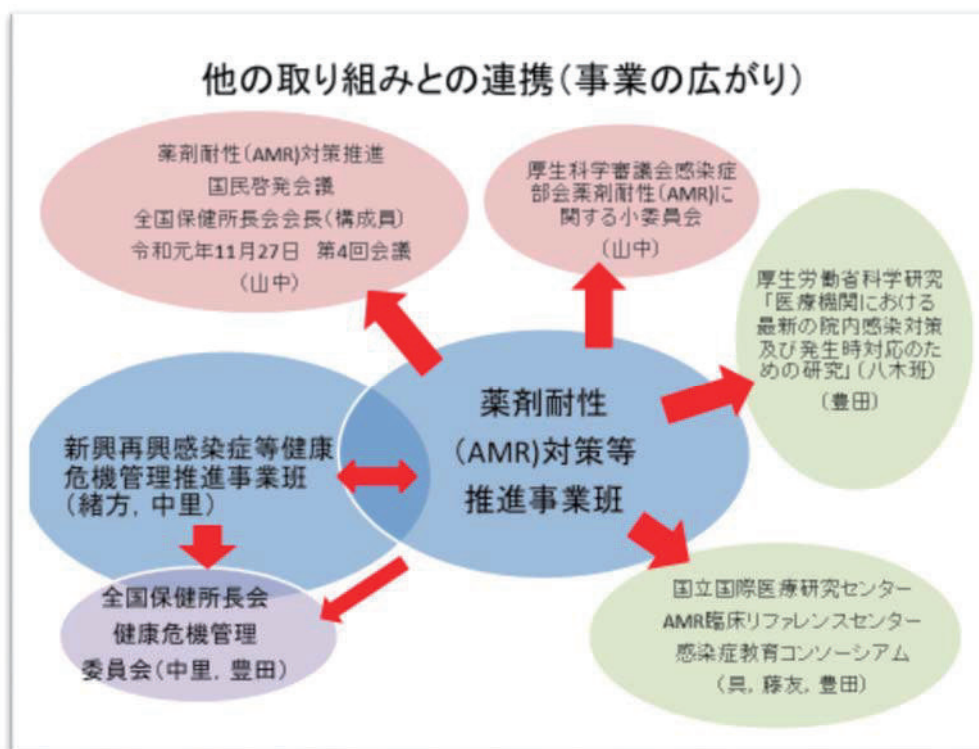 他の取り組みとの連携（事業の広がり）
薬剤耐性（AMR）対策推進
国民啓発会議
全国保健所長会会長（構成員）
令和元年11月27日　第4回会議
（山中）
厚生科学審議会感染症
部会薬剤耐性（AMR）に
関する小委員会
（山中）
厚生労働省科学研究
「医療機関における
最新の院内感染対策
及び発生時対応のた
めの研究」（八木班）
（豊田）
薬剤耐性
（AMR）対策等
推進事業班
新興再興感染症等健康
危機管理推進事業班
（緒方，中里）
全国保健所長会
健康危機管理
委員会（中里，豊田）
国立国際医療研究センター
AMR臨床リファレンスセンター
感染症教育コンソーシアム
（具，藤友，豊田）